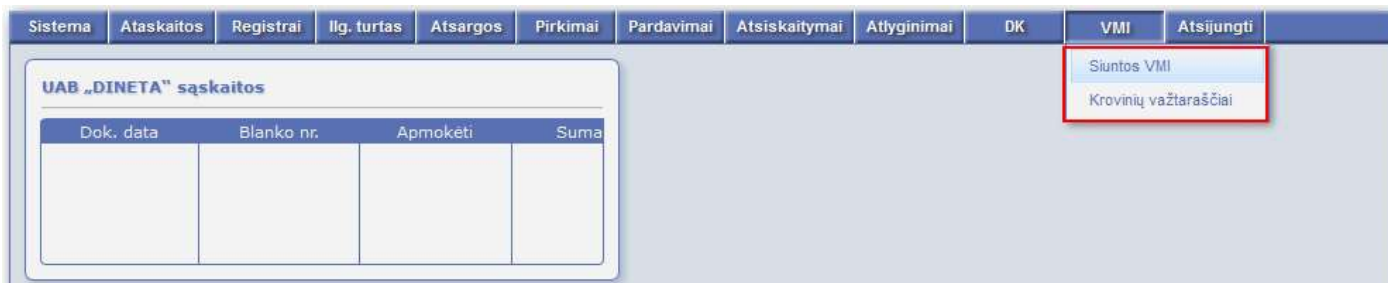 Sistema Ataskaitos Registrai Ilg. turtas Atsargos Pirkimai Pardavimai Atsiskaitymai Atlyginimai DK VMI Atsijungti
Siuntos VMI
Krovinių važtaraščiai
UAB „DINETA“ sąskaitos
Dok. data Blanko nr. Apmokėti Suma